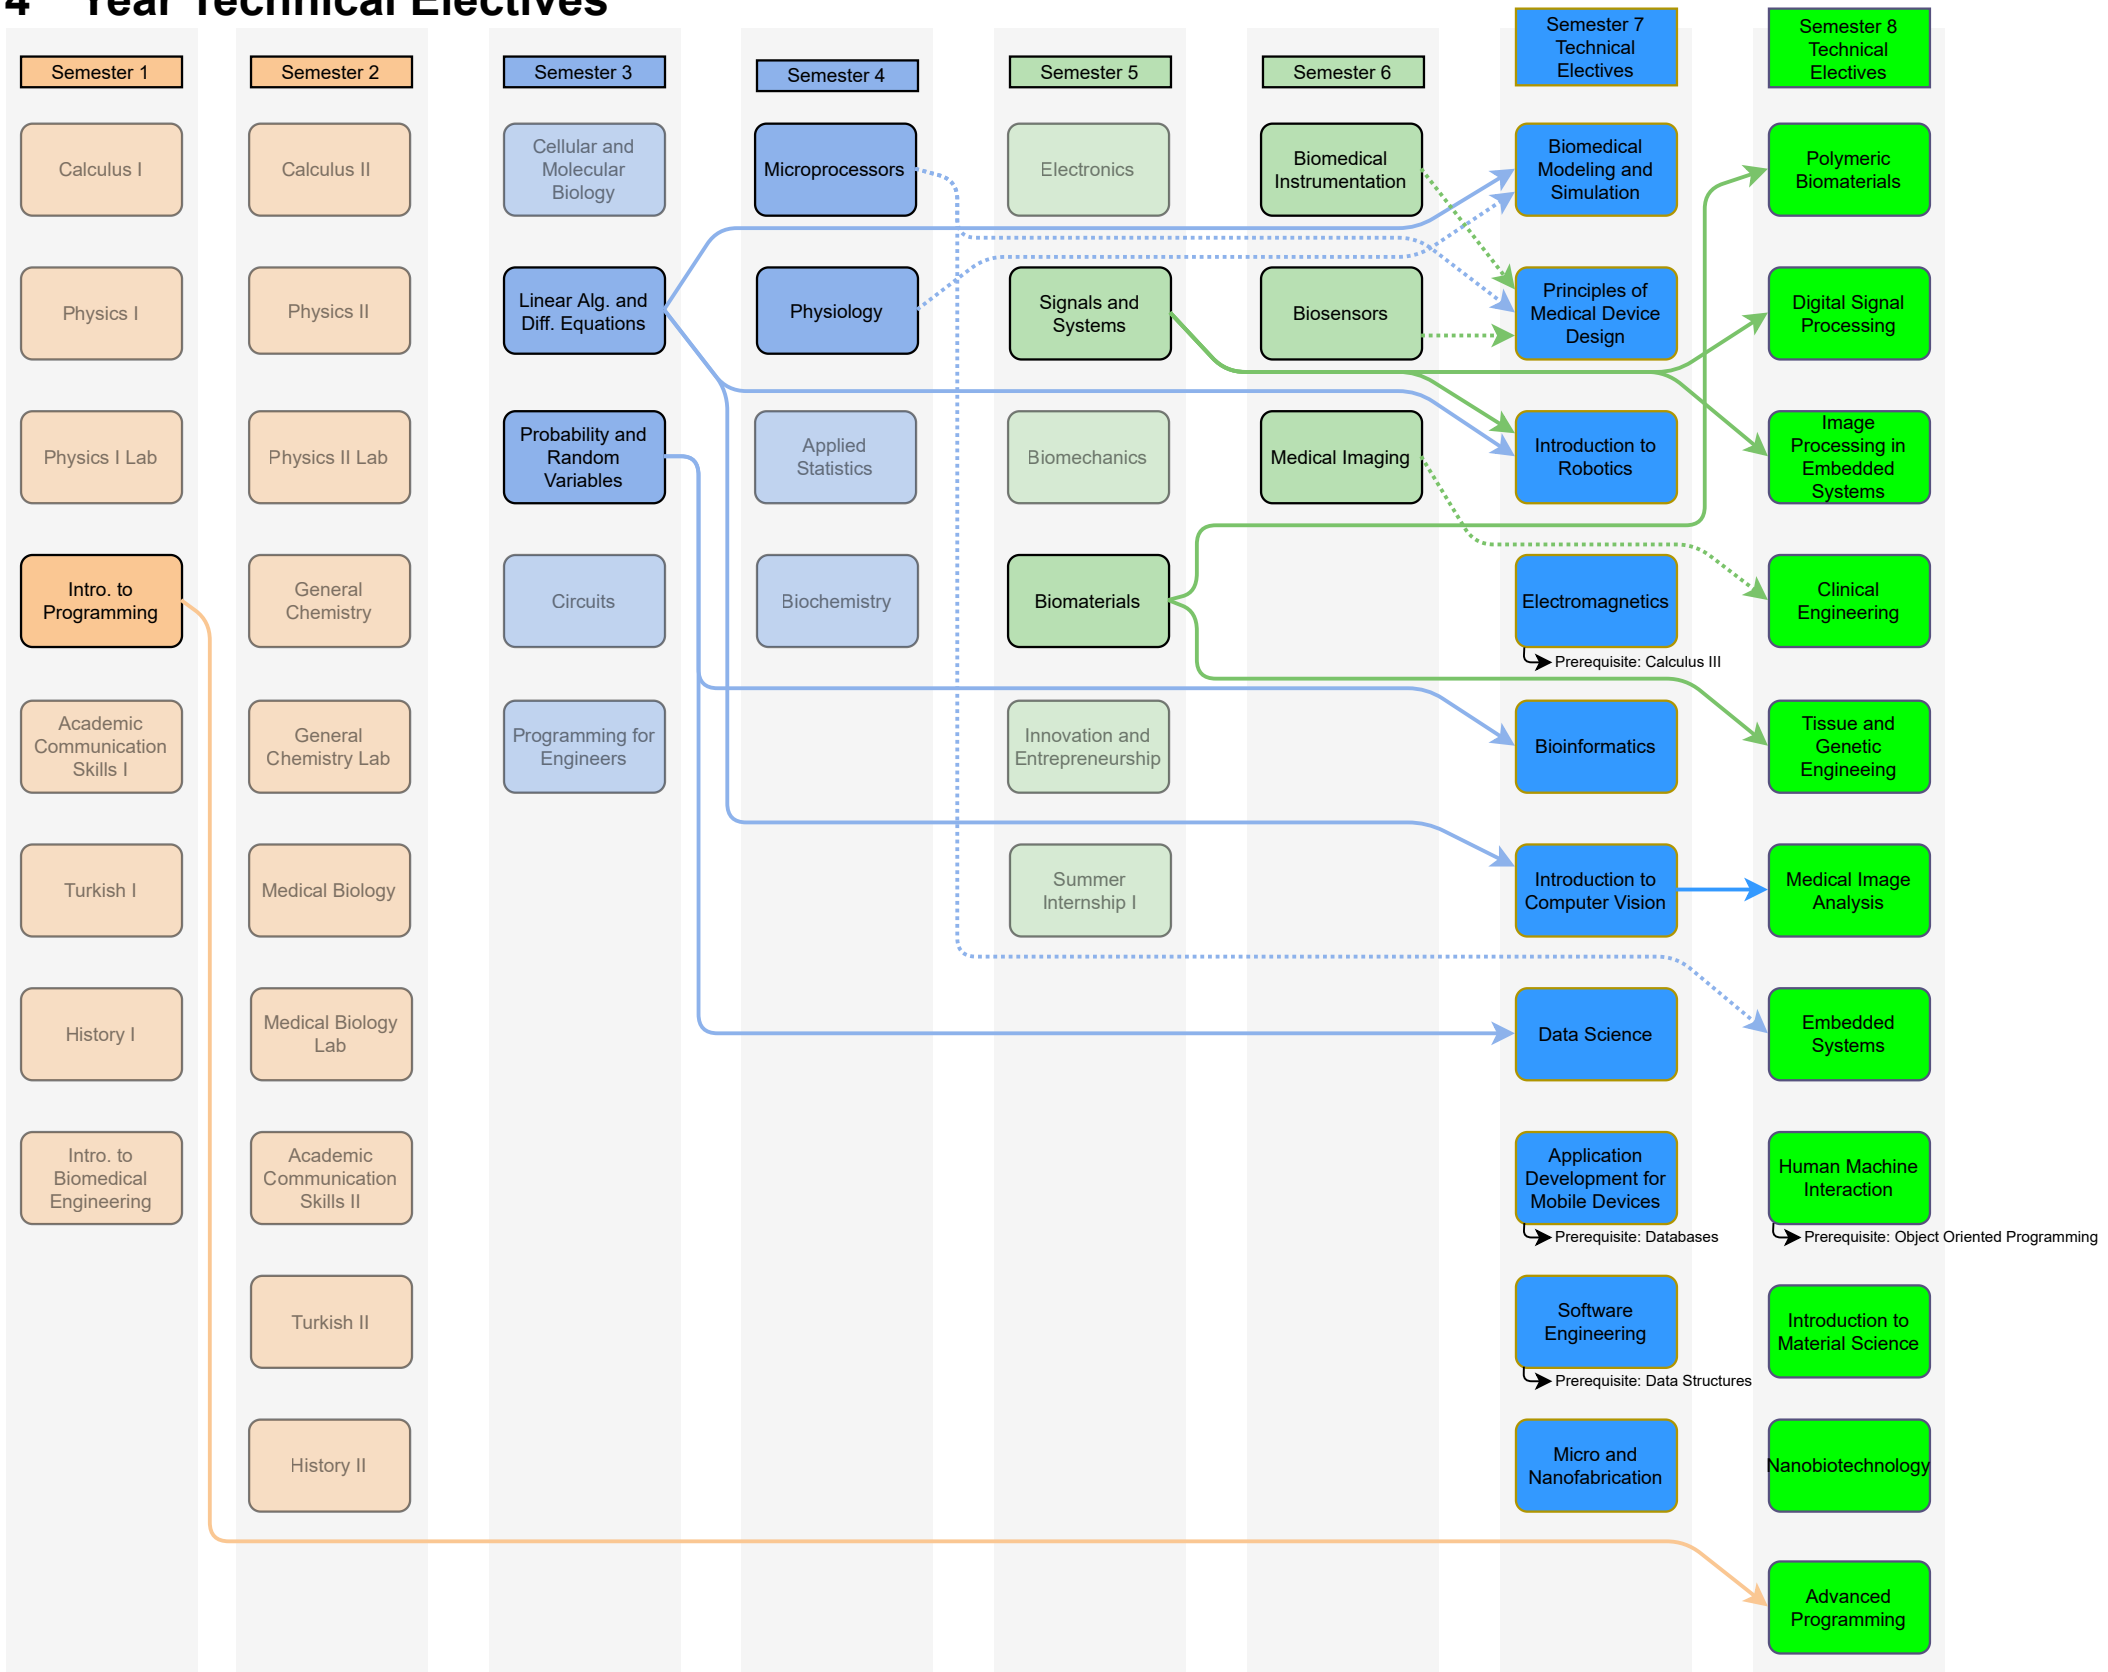 4    Year Technical Electives
Semester 1
Semester 2
Semester 3
Semester 4
Semester 5
Semester 6
Semester 7
Technical
Electives
Semester 8
Technical
Electives
Calculus I
Calculus II
Cellular and
Molecular
Biology
Microprocessors
Electronics
Biomedical
Instrumentation
Biomedical
Modeling and
Simulation
Polymeric
Biomaterials
Physics I
Physics II
Linear Alg. and
Diff. Equations
Physiology
Signals and
Systems
Biosensors
Principles of
Medical Device
Design
Digital Signal
Processing
Physics I Lab
Physics II Lab
Probability and
Random
Variables
Applied
Statistics
Biomechanics
Medical Imaging
Introduction to
Robotics
Image
Processing in
Embedded
Systems
Intro. to
Programming
General
Chemistry
Circuits
Biochemistry
Biomaterials
Electromagnetics
Prerequisite: Calculus III
Clinical
Engineering
Academic
Communication
Skills I
General
Chemistry Lab
Programming for
Engineers
Innovation and
Entrepreneurship
Bioinformatics
Tissue and
Genetic
Engineeing
Turkish I
Medical Biology
Summer
Internship I
Introduction to
Computer Vision
Medical Image
Analysis
History I
Medical Biology
Lab
Data Science
Embedded
Systems
Intro. to
Biomedical
Engineering
Academic
Communication
Skills II
Application
Development for
Mobile Devices
Prerequisite: Databases
Human Machine
Interaction
Prerequisite: Object Oriented Programming
Turkish II
Software
Engineering
Prerequisite: Data Structures
Introduction to
Material Science
History II
Micro and
Nanofabrication
Nanobiotechnology
Advanced
Programming